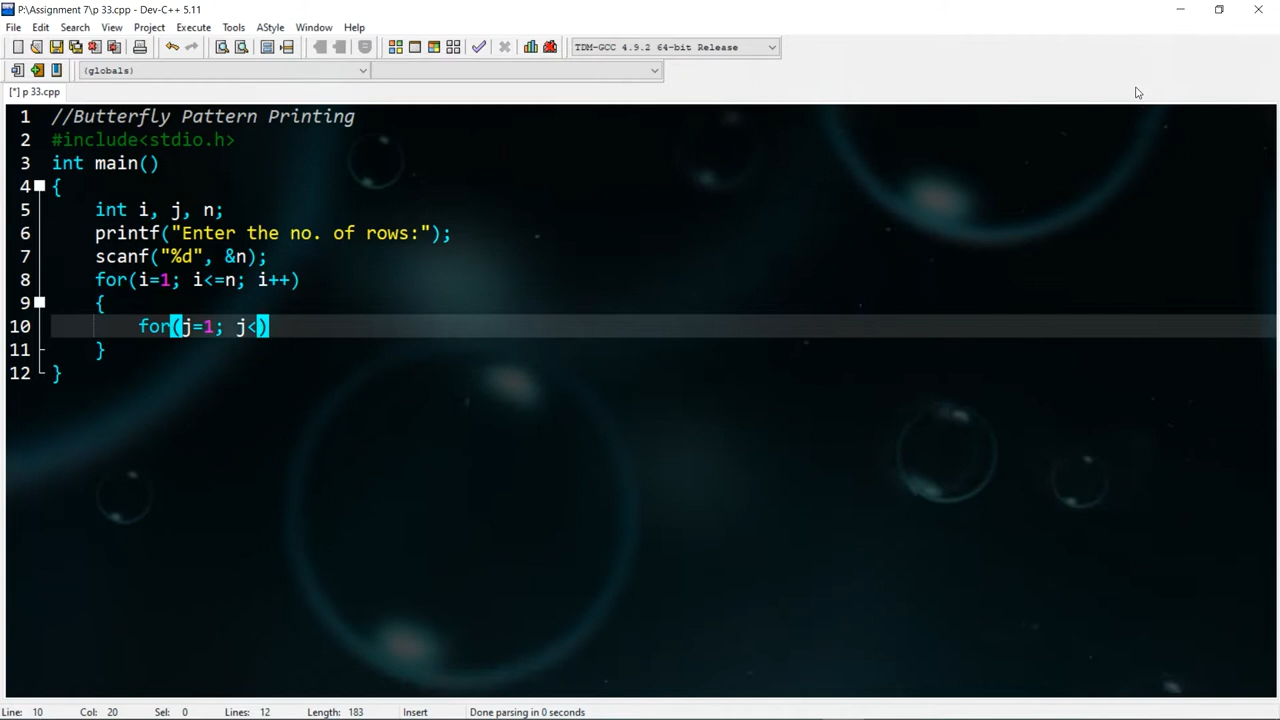 P:\Assignment 7\p 33.cpp - Dev-C++ 5.11
File Edit Search View Project Execute Tools AStyle Window Help
TDM-GCC 4.9.2 64-bit Release
(globals)
[*] p 33.cpp
1 //Butterfly Pattern Printing
2 #include<stdio.h>
3 int main()
4 {
5 int i, j, n;
6 printf("Enter the no. of rows:");
7 scanf("%d", &n);
8 for(i=1; i<=n; i++)
9 {
10 for(j=1; j<)
11 }
12 }
Line: 10 Col: 20 Sel: 0 Lines: 12 Length: 183 Insert Done parsing in 0 seconds